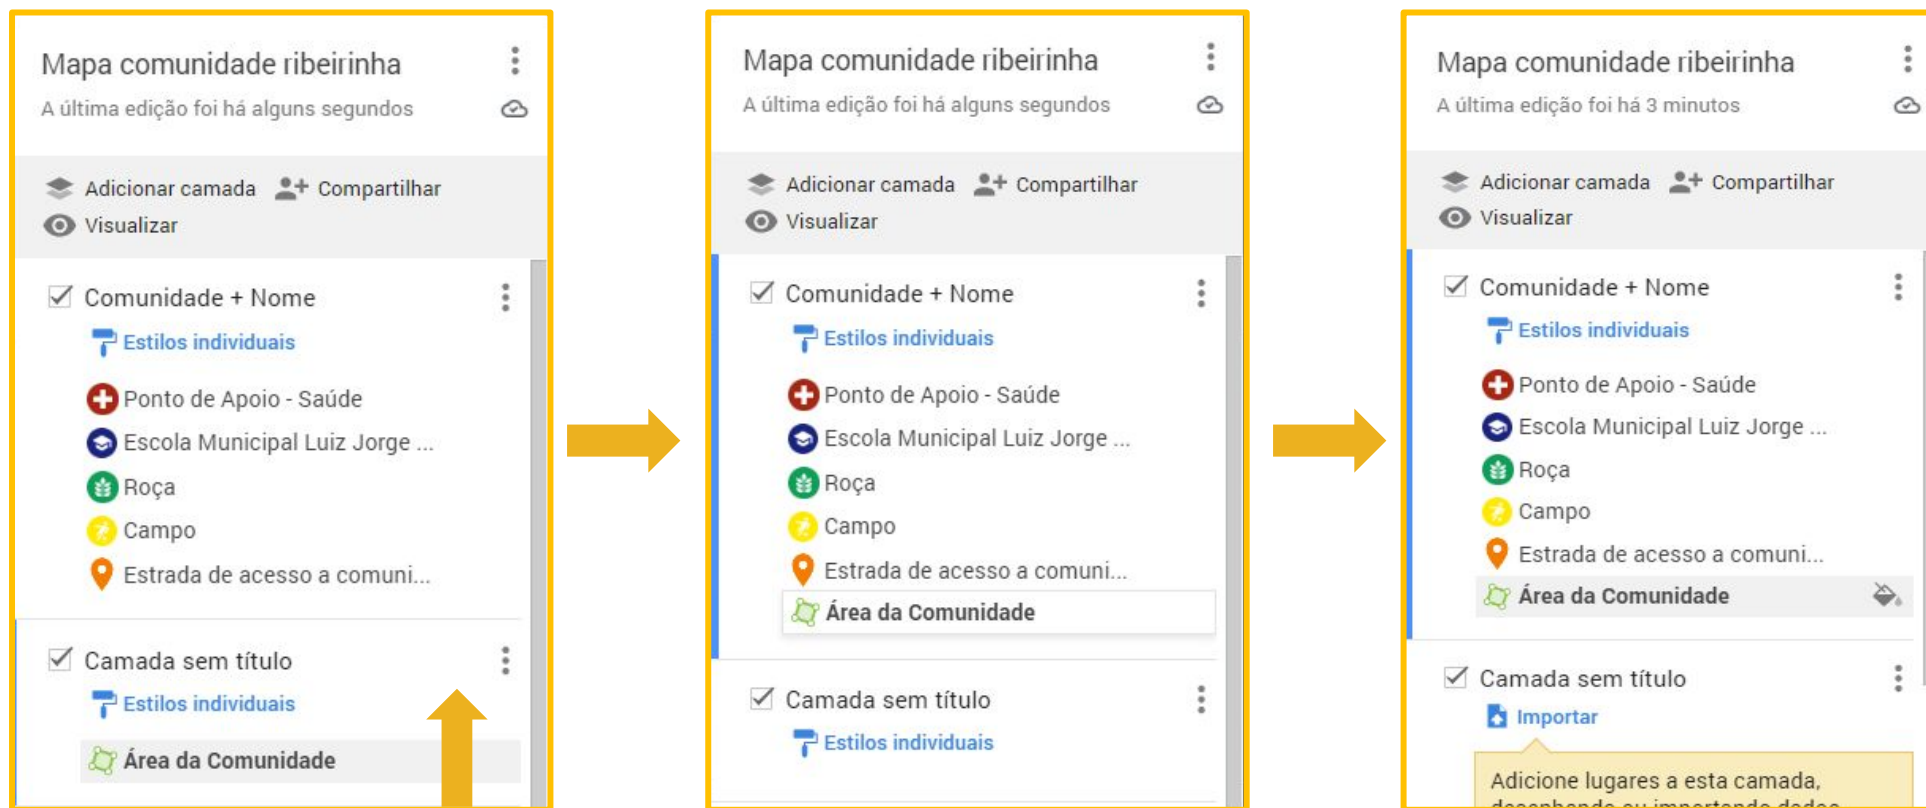 Mapa comunidade ribeirinha
A última edição foi há alguns segundos
Adicionar camada Compartilhar
Visualizar
Comunidade + Nome
Estilos individuais
Ponto de Apoio - Saúde
Escola Municipal Luiz Jorge ...
Roça
Campo
Estrada de acesso a comuni...
Camada sem título
Estilos individuais
Área da Comunidade
Mapa comunidade ribeirinha
A última edição foi há alguns segundos
Adicionar camada Compartilhar
Visualizar
Comunidade + Nome
Estilos individuais
Ponto de Apoio - Saúde
Escola Municipal Luiz Jorge ...
Roça
Campo
Estrada de acesso a comuni...
Área da Comunidade
Camada sem título
Estilos individuais
Mapa comunidade ribeirinha
A última edição foi há 3 minutos
Adicionar camada Compartilhar
Visualizar
Comunidade + Nome
Estilos individuais
Ponto de Apoio - Saúde
Escola Municipal Luiz Jorge ...
Roça
Campo
Estrada de acesso a comuni...
Área da Comunidade
Camada sem título
Importar
Adicione lugares a esta camada,
desenhando ou importando dados